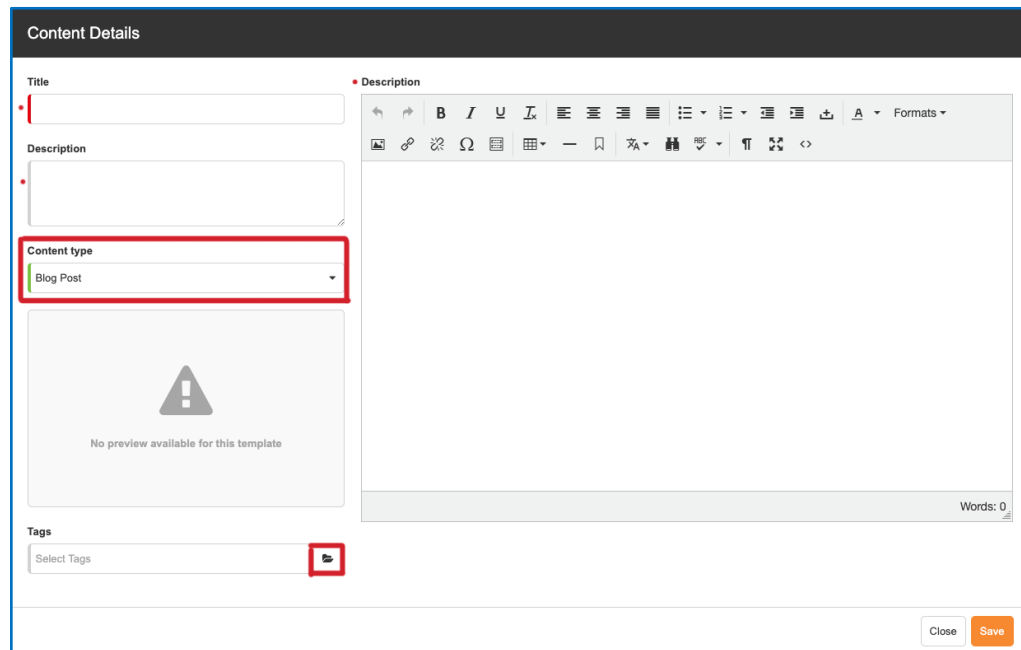 Content Details
Title
Description
Content type
Blog Post
No preview available for this template
Tags
Select Tags
Description
Formats
Words: 0
Close
Save